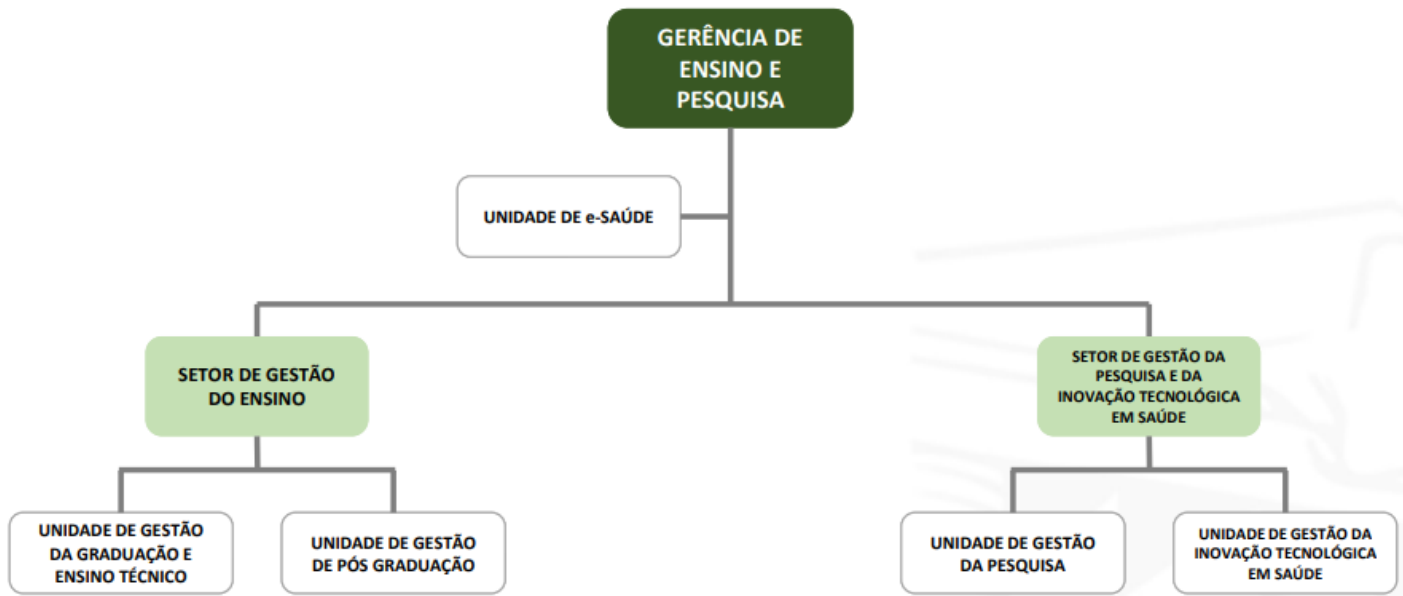 GERÊNCIA DE
ENSINO E
PESQUISA
UNIDADE DE e-SAÚDE
SETOR DE GESTÃO
DO ENSINO
SETOR DE GESTÃO DA
PESQUISA E DA
INOVAÇÃO TECNOLÓGICA
EM SAÚDE
UNIDADE DE GESTÃO
DA GRADUAÇÃO E
ENSINO TÉCNICO
UNIDADE DE GESTÃO
DE PÓS GRADUAÇÃO
UNIDADE DE GESTÃO
DA PESQUISA
UNIDADE DE GESTÃO DA
INOVAÇÃO TECNOLÓGICA
EM SAÚDE